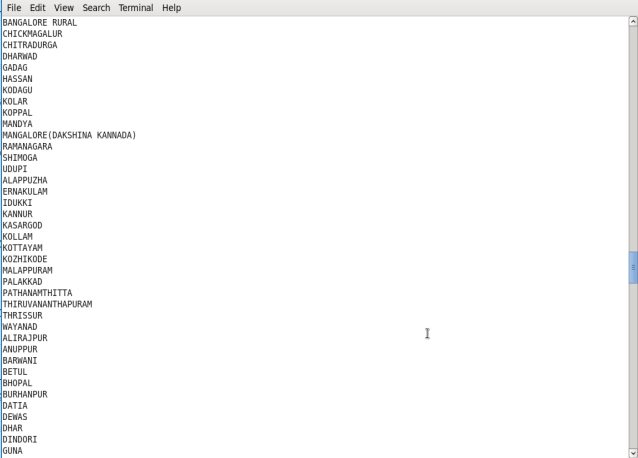 File Edit View Search Terminal Help
BANGALORE RURAL
CHICKMAGALUR
CHITRADURGA
DHARWAD
GADAG
HASSAN
KODAGU
KOLAR
KOPPAL
MANDYA
MANGALORE(DAKSHINA KANNADA)
RAMANAGARA
SHIMOGA
UDUPI
ALAPPUZHA
ERNAKULAM
IDUKKI
KANNUR
KASARGOD
KOLLAM
KOTTAYAM
KOZHIKODE
MALAPPURAM
PALAKKAD
PATHANAMTHITTA
THIRUVANANTHAPURAM
THRISSUR
WAYANAD
ALIRAJPUR
ANUPPUR
BARWANI
BETUL
BHOPAL
BURHANPUR
DATIA
DEWAS
DHAR
DINDORI
GUNA